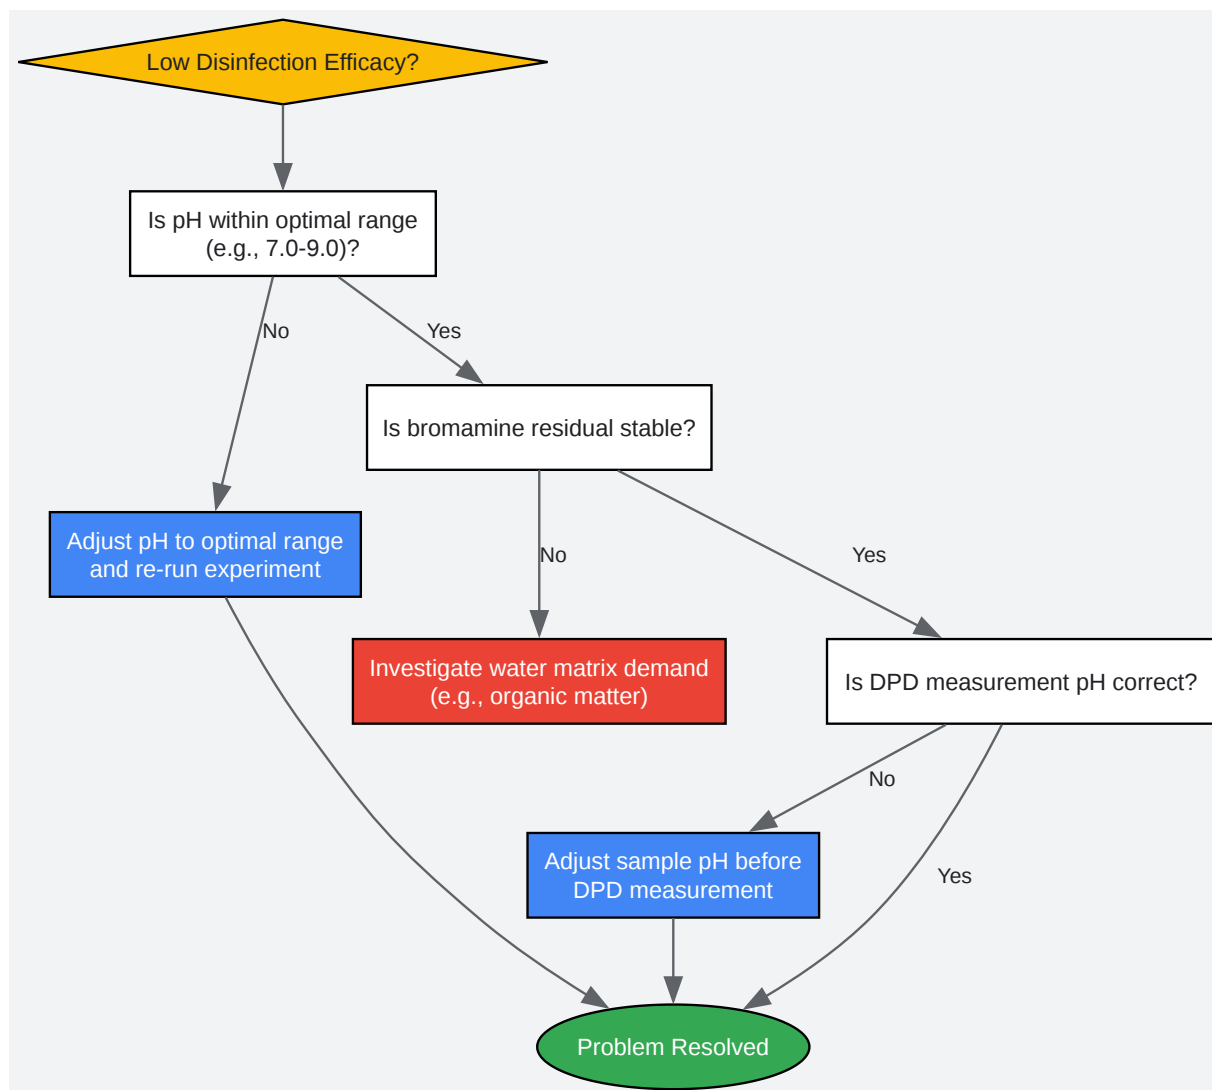 Low Disinfection Efficacy?
Is pH within optimal range
(e.g., 7.0-9.0)?
No
Yes
Is bromamine residual stable?
Adjust pH to optimal range
and re-run experiment
No
Yes
Investigate water matrix demand
(e.g., organic matter)
Is DPD measurement pH correct?
No
Adjust sample pH before
DPD measurement
Yes
Problem Resolved